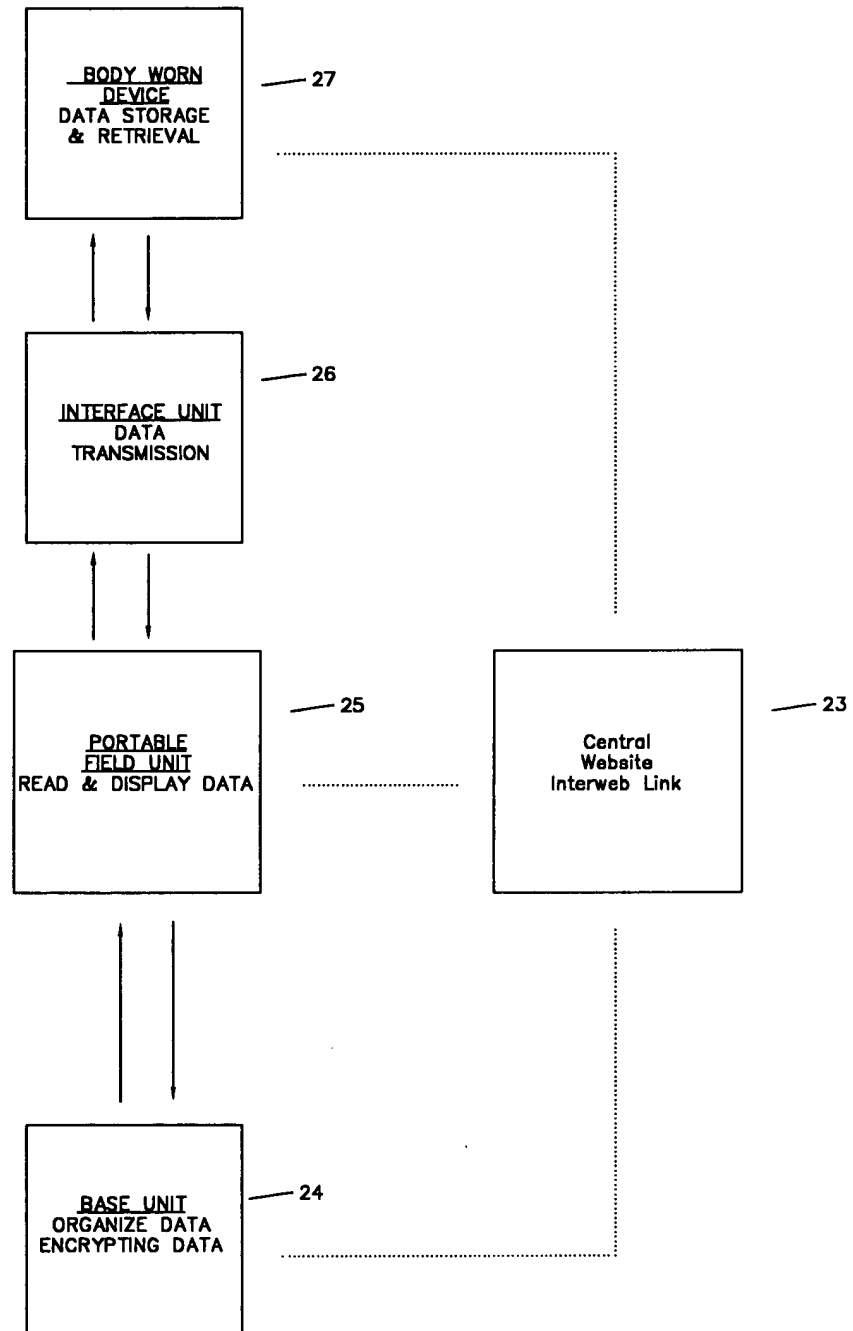 BODY WORN
DEVICE
DATA STORAGE
& RETRIEVAL
27
INTERFACE UNIT
DATA
TRANSMISSION
26
PORTABLE
FIELD UNIT
READ & DISPLAY DATA
25
Central
Website
Interweb Link
23
BASE UNIT
ORGANIZE DATA
ENCRYPTING DATA
24